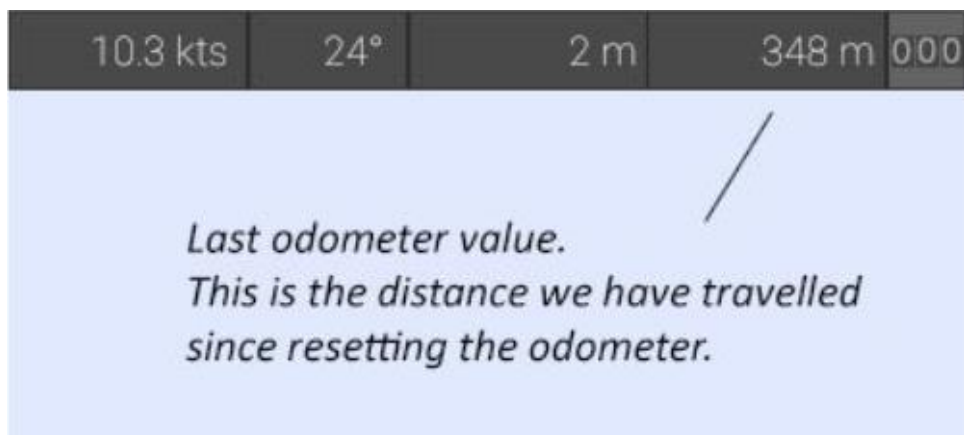 10.3 kts 24° 2 m 348 m 000
Last odometer value.
This is the distance we have travelled
since resetting the odometer.